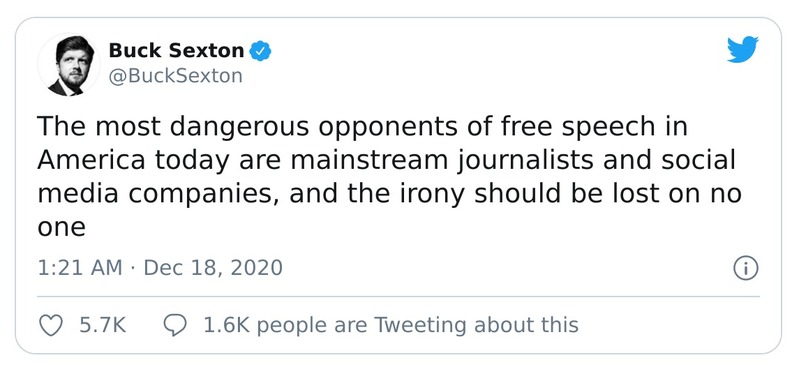 Buck Sexton
@BuckSexton
The most dangerous opponents of free speech in
America today are mainstream journalists and social
media companies, and the irony should be lost on no
one
1:21 AM · Dec 18, 2020
5.7K 1.6K people are Tweeting about this